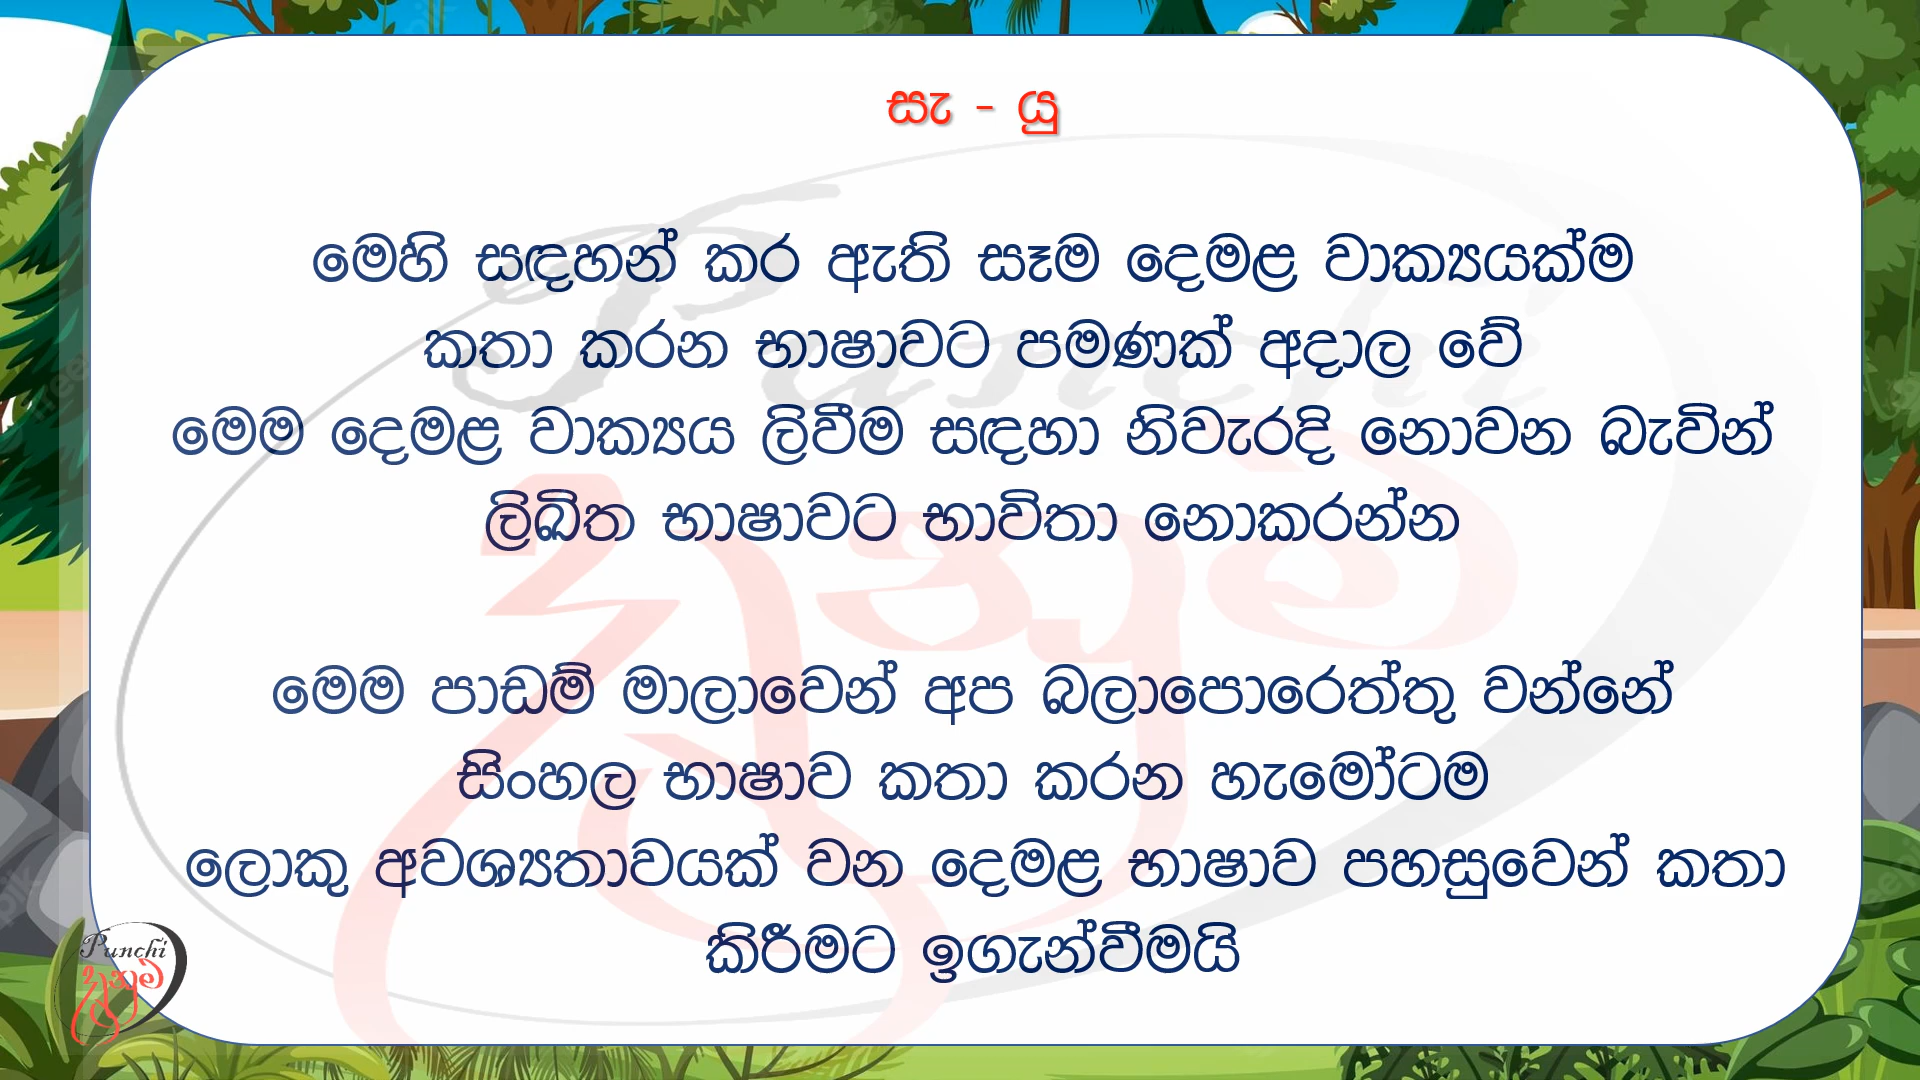 සැ - යු
මෙහි සඳහන් කර ඇති සෑම දෙමළ වාක්‍යයක්ම
කතා කරන භාෂාවට පමණක් අදාල වේ
මෙම දෙමළ වාක්‍යය ලිවීම සඳහා නිවැරදි නොවන බැවින්
ලිඛිත භාෂාවට භාවිතා නොකරන්න
මෙම පාඩම් මාලාවෙන් අප බලාපොරෙත්තු වන්නේ
සිංහල භාෂාව කතා කරන හැමෝටම
ලොකු අවශ්‍යතාවයක් වන දෙමළ භාෂාව පහසුවෙන් කතා
කිරීමට ඉගැන්වීමයි
Punchi
දැනුම